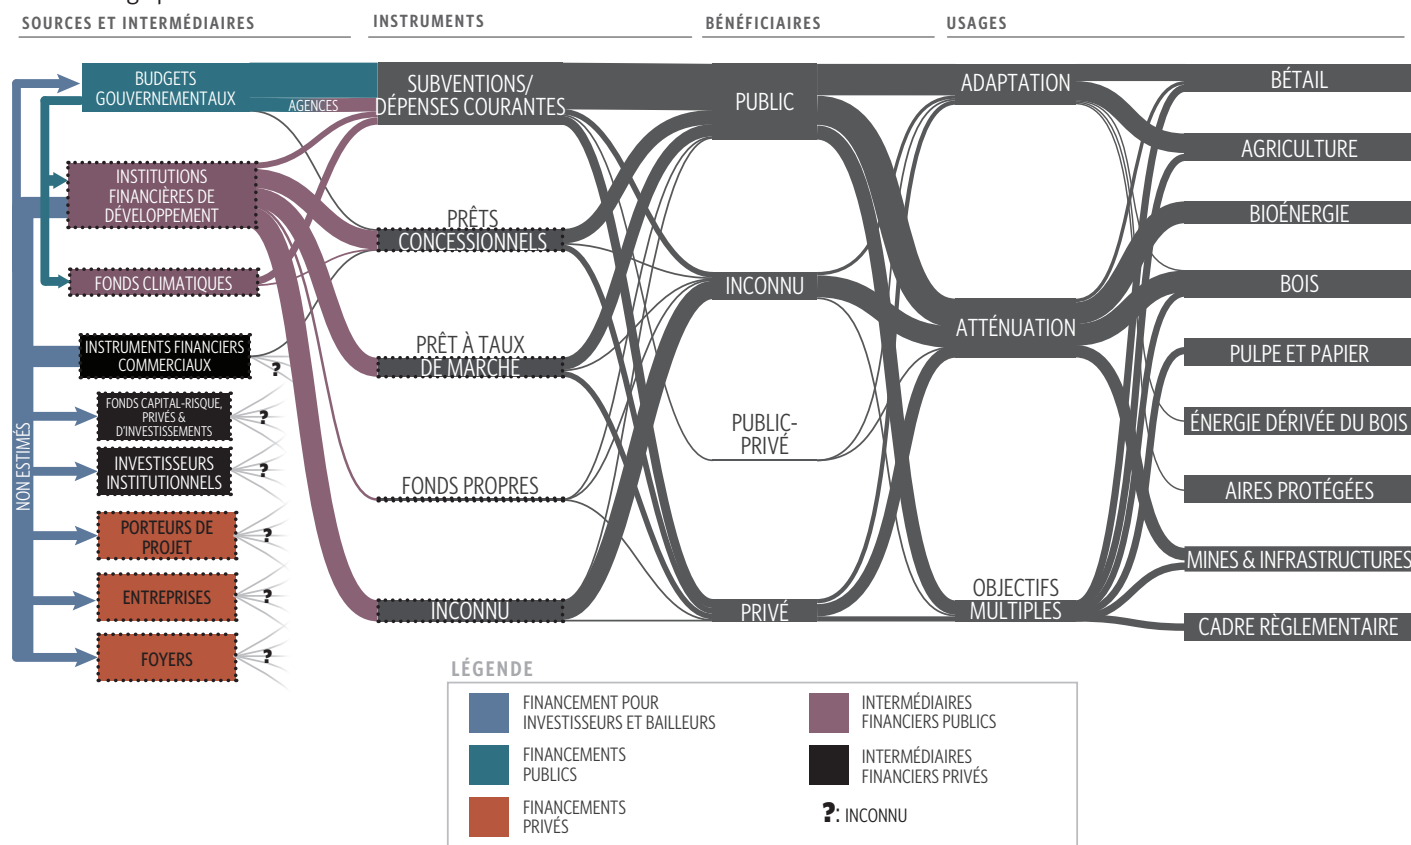 SOURCES ET INTERMÉDIAIRES
INSTRUMENTS
BÉNÉFICIAIRES
USAGES
BUDGETS
GOUVERNEMENTAUX
AGENCES
INSTITUTIONS
FINANCIÈRES DE
DÉVELOPPEMENT
FONDS CLIMATIQUES
INSTRUMENTS FINANCIERS
COMMERCIAUX
?
FONDS CAPITAL-RISQUE,
PRIVÉS &
D'INVESTISSEMENTS
?
INVESTISSEURS
INSTITUTIONNELS
?
PORTEURS DE
PROJET
?
ENTREPRISES
?
FOYERS
?
NON ESTIMÉS
SUBVENTIONS/
DÉPENSES COURANTES
PRÊTS
CONCESSIONNELS
PRÊT À TAUX
DE MARCHE
FONDS PROPRES
INCONNU
PUBLIC
INCONNU
PUBLIC-
PRIVÉ
PRIVÉ
ADAPTATION
ATTÉNUATION
OBJECTIFS
MULTIPLES
BÉTAIL
AGRICULTURE
BIOÉNERGIE
BOIS
PULPE ET PAPIER
ÉNERGIE DÉRIVÉE DU BOIS
AIRES PROTÉGÉES
MINES & INFRASTRUCTURES
CADRE RÈGLEMENTAIRE
LÉGENDE
FINANCEMENT POUR
INVESTISSEURS ET BAILLEURS
FINANCEMENTS
PUBLICS
FINANCEMENTS
PRIVÉS
INTERMÉDIAIRES
FINANCIERS PUBLICS
INTERMÉDIAIRES
FINANCIERS PRIVÉS
?: INCONNU